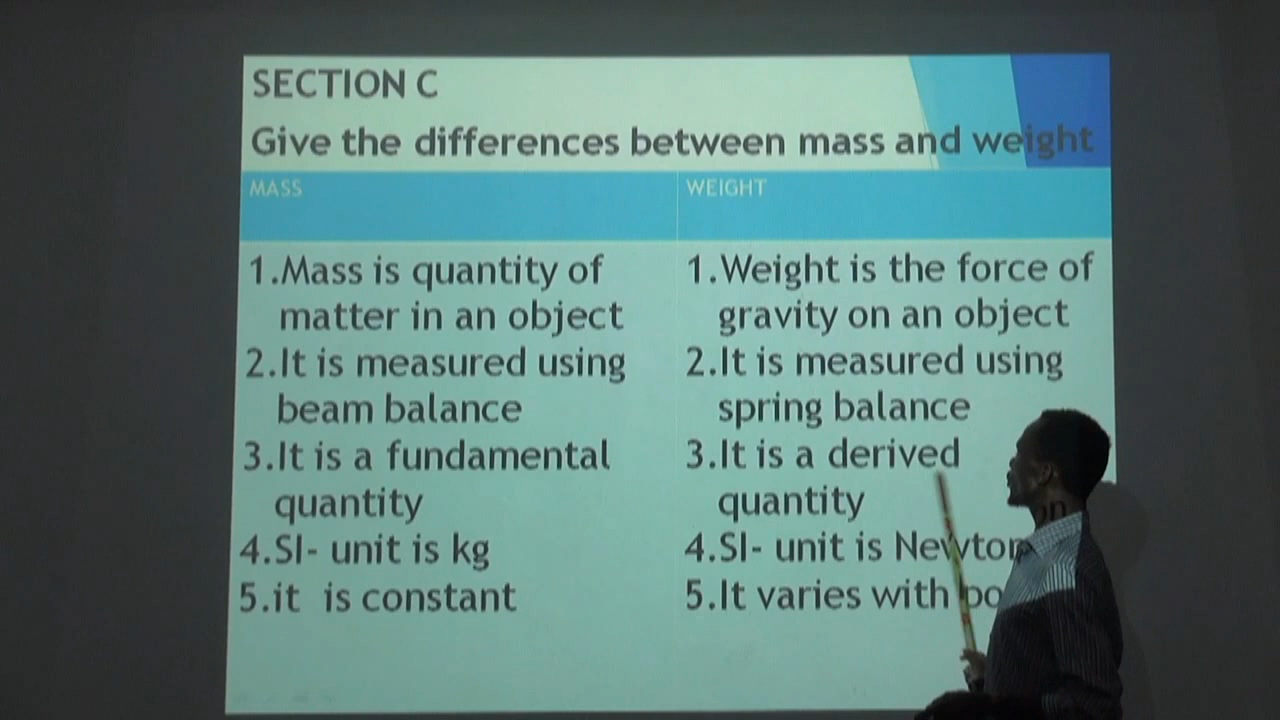 SECTION C
Give the differences between mass and weight
MASS
WEIGHT
1.Mass is quantity of
matter in an object
2.It is measured using
beam balance
3.It is a fundamental
quantity
4.SI- unit is kg
5.it is constant
1.Weight is the force of
gravity on an object
2.It is measured using
spring balance
3.It is a derived
quantity
4.SI- unit is Newton
5.It varies with